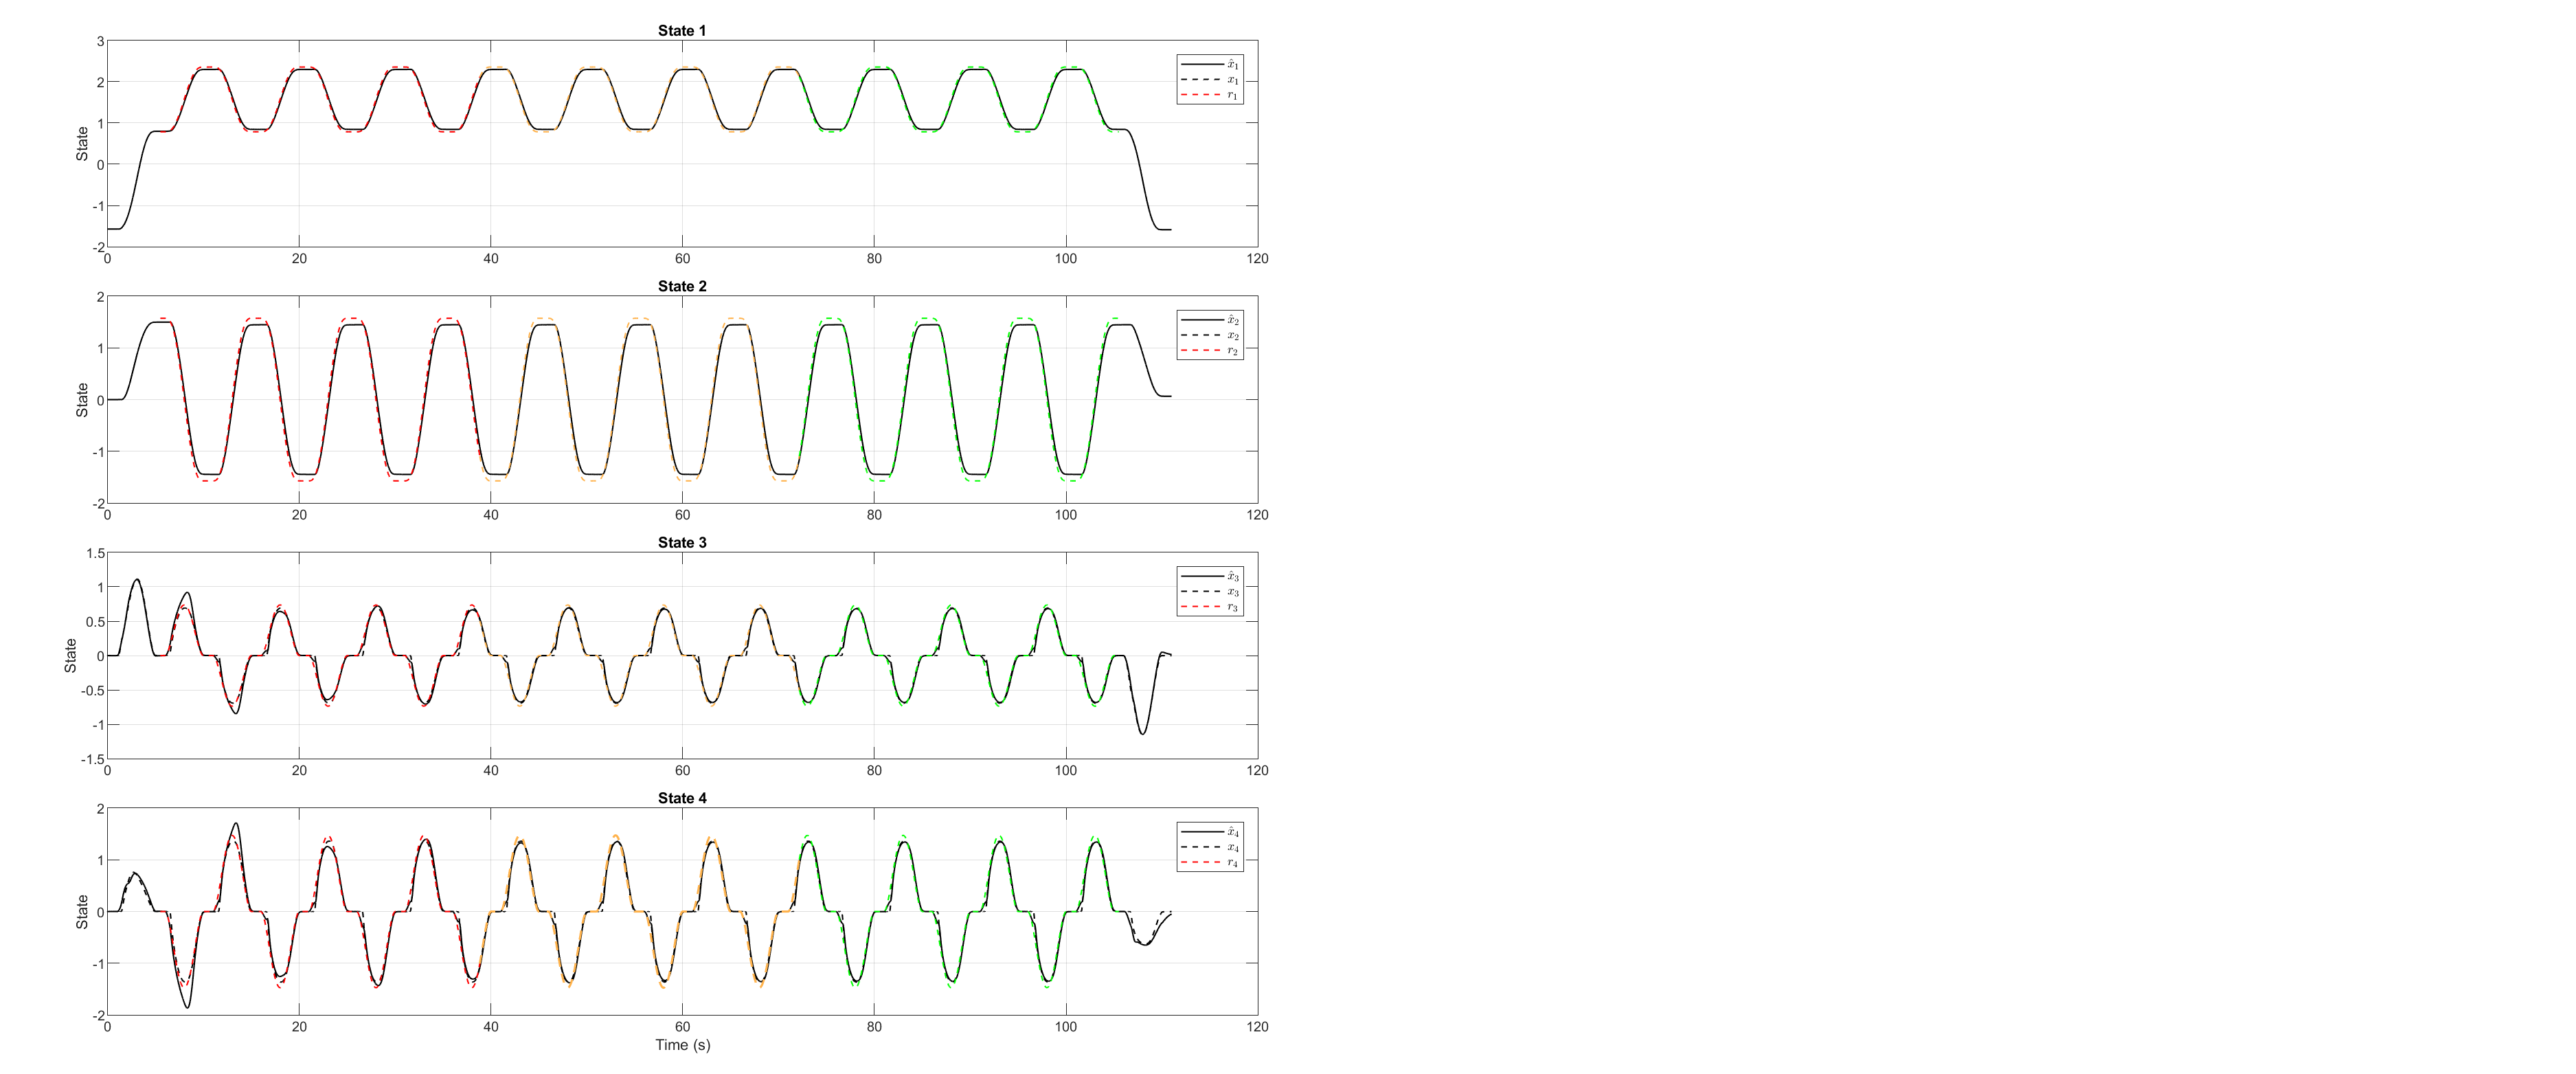 State 1
3
2
1
0
-1
-2
State
x̂₁
x₁
r₁
0 20 40 60 80 100 120
State 2
2
1
0
-1
-2
State
x̂₂
x₂
r₂
0 20 40 60 80 100 120
State 3
1.5
1
0.5
0
-0.5
-1
-1.5
State
x̂₃
x₃
r₃
0 20 40 60 80 100 120
State 4
2
1
0
-1
-2
State
x̂₄
x₄
r₄
0 20 40 60 80 100 120
Time (s)